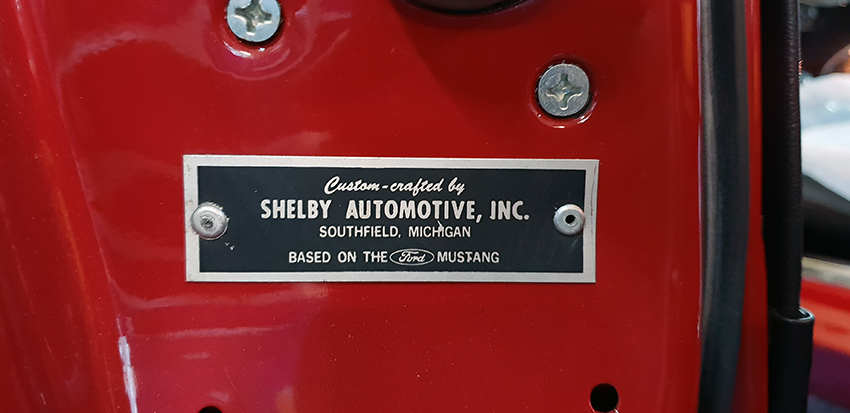 Custom-crafted by
SHELBY AUTOMOTIVE, INC.
SOUTHFIELD, MICHIGAN
BASED ON THE Ford MUSTANG